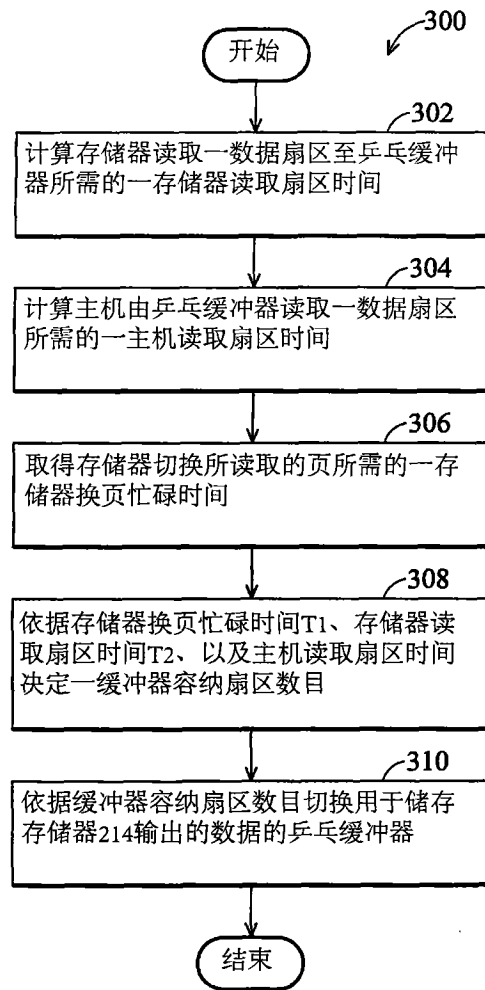 300
开始
302
计算存储器读取一数据扇区至乒乓缓冲
器所需的一存储器读取扇区时间
304
计算主机由乒乓缓冲器读取一数据扇区
所需的一主机读取扇区时间
306
取得存储器切换所读取的页所需的一存
储器换页忙碌时间
308
依据存储器换页忙碌时间T1、存储器读
取扇区时间T2、以及主机读取扇区时间
决定一缓冲器容纳扇区数目
310
依据缓冲器容纳扇区数目切换用于储存
存储器214输出的数据的乒乓缓冲器
结束